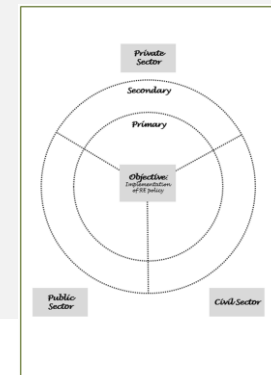 Private
Sector
Secondary
Primary
Objective:
Implementation
of RE policy
Public
Sector
Civil Sector